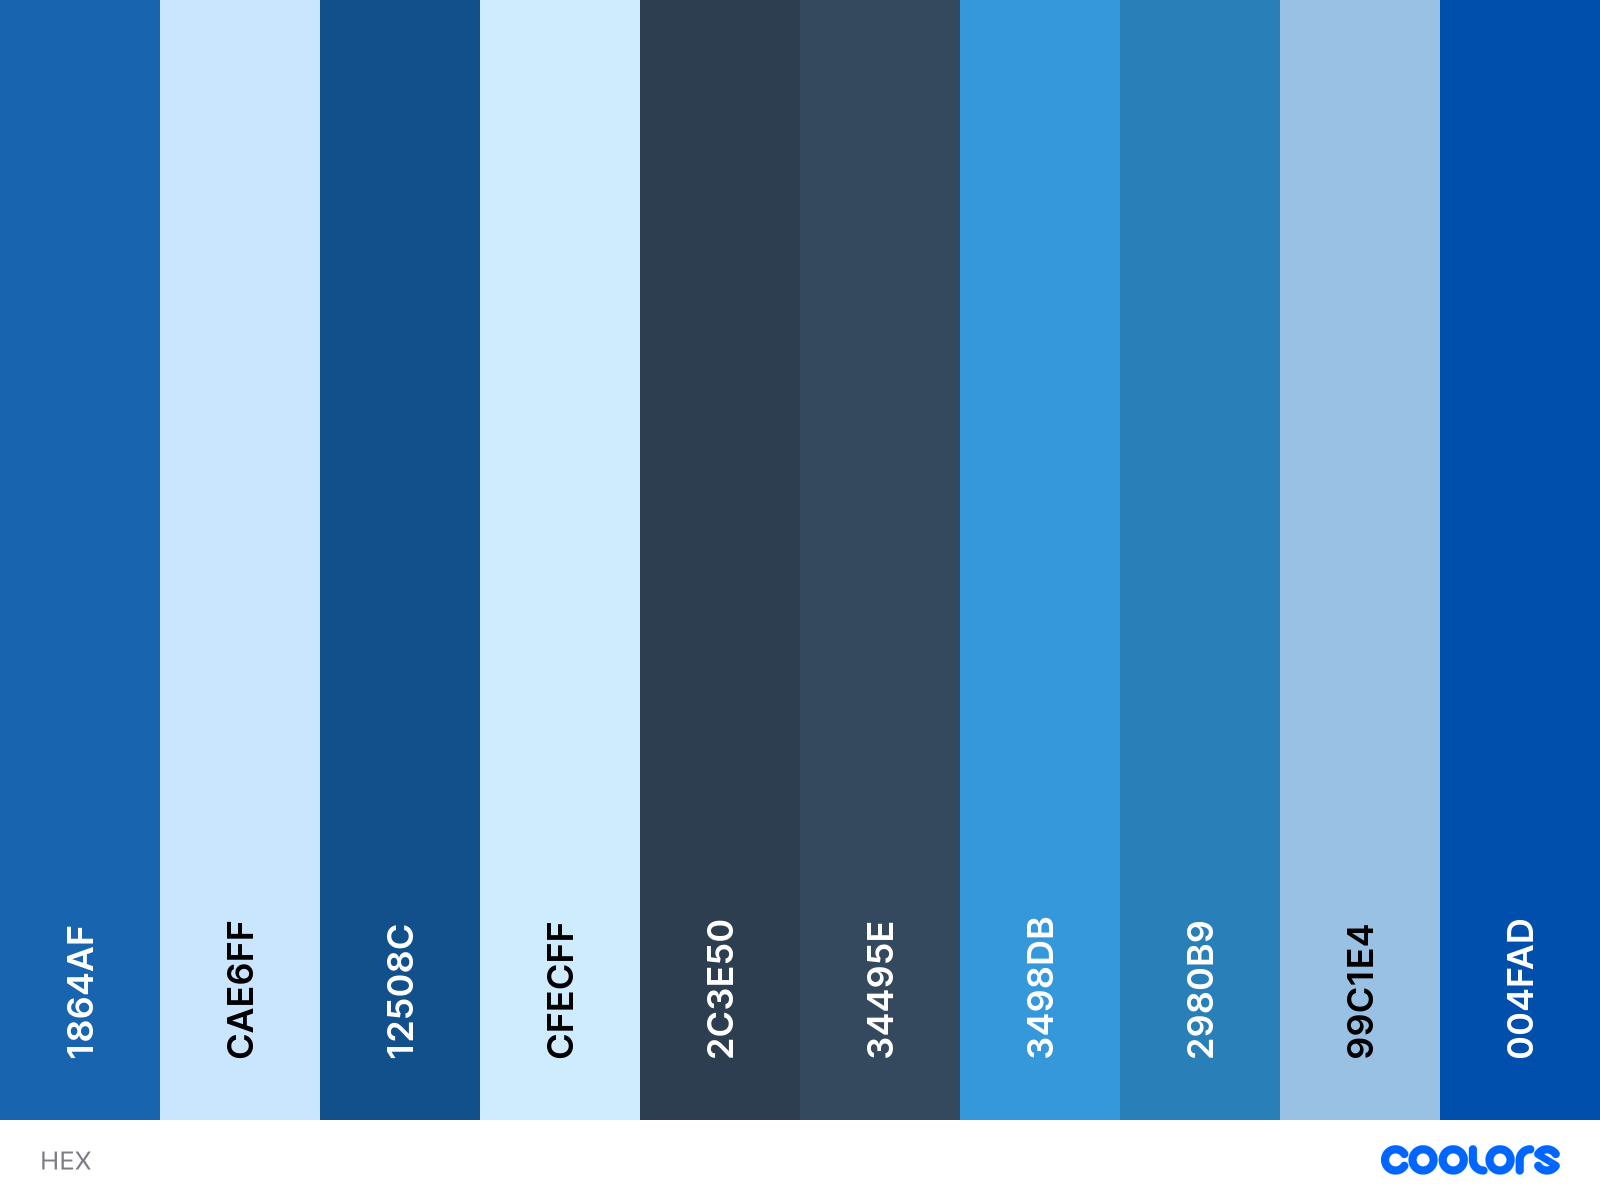 1864AF
CAE6FF
12508C
CFECFF
2C3E50
34495E
3498DB
2980B9
99C1E4
004FAD
HEX
coolors